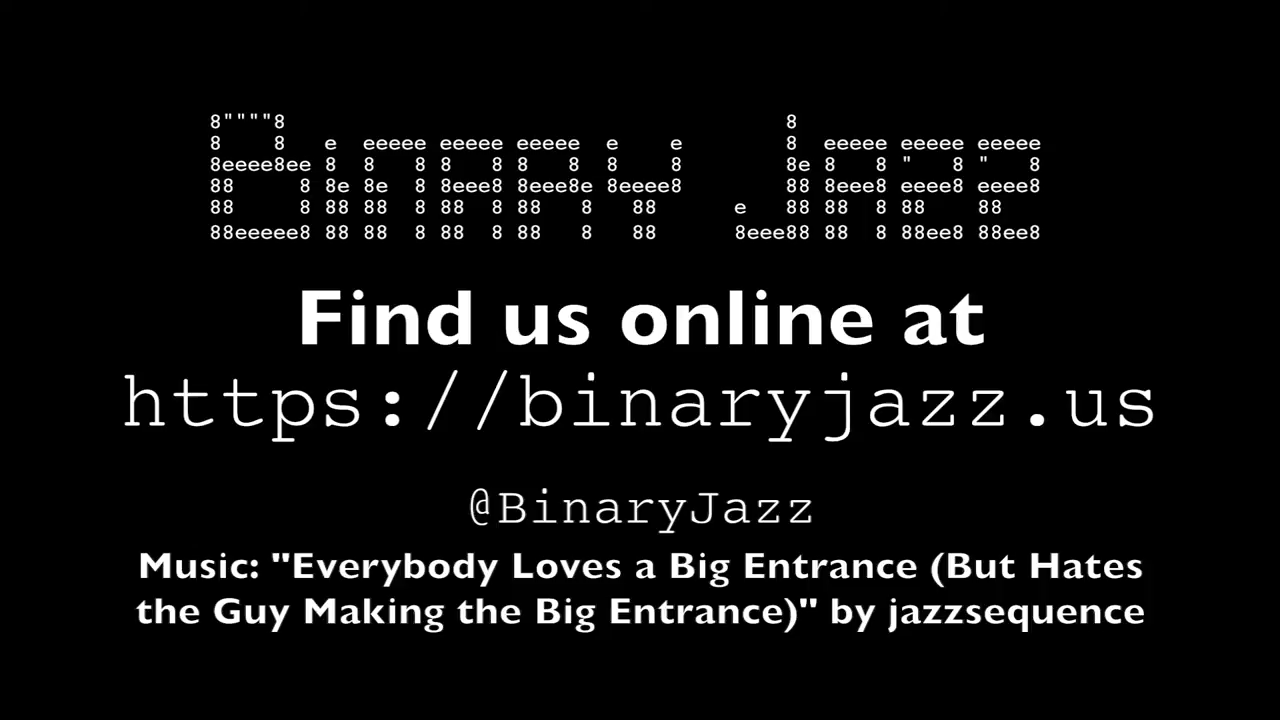 Binary Jazz
Find us online at
https://binaryjazz.us
@BinaryJazz
Music: "Everybody Loves a Big Entrance (But Hates
the Guy Making the Big Entrance)" by jazzsequence